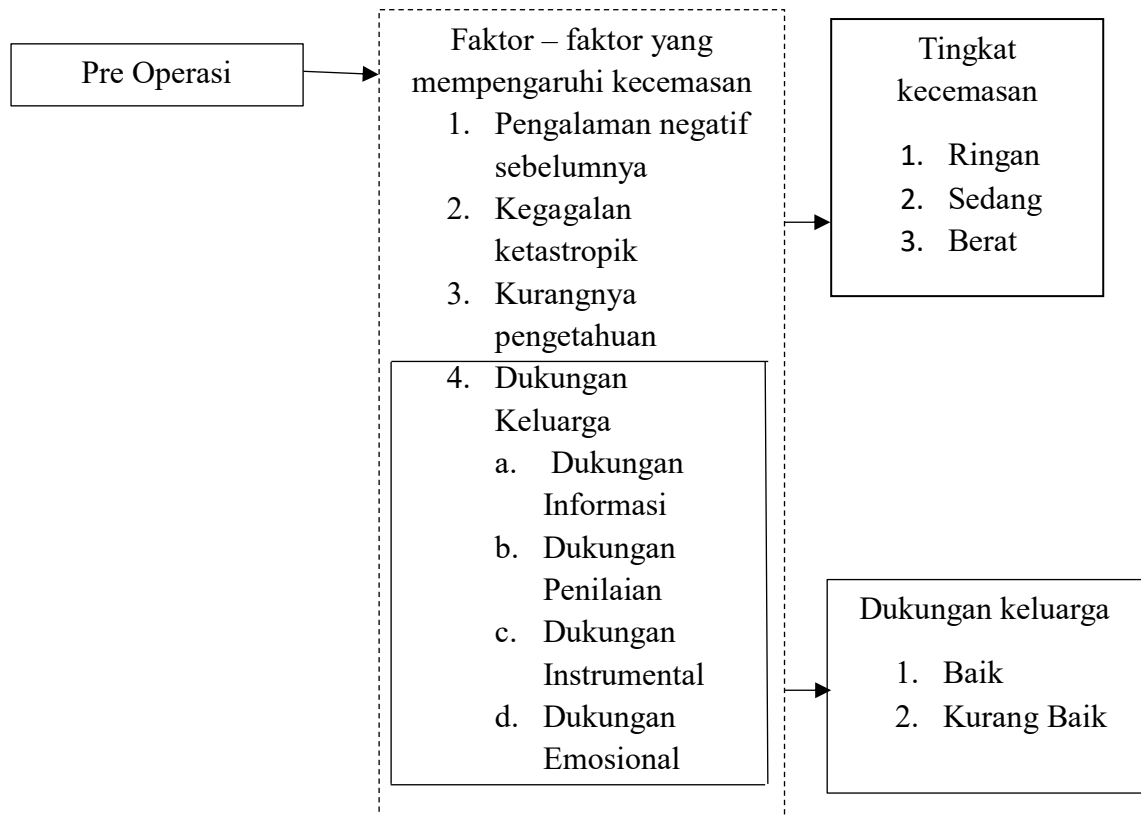 Pre Operasi
Faktor – faktor yang
mempengaruhi kecemasan
1. Pengalaman negatif
sebelumnya
2. Kegagalan
ketastropik
3. Kurangnya
pengetahuan
4. Dukungan
Keluarga
a. Dukungan
Informasi
b. Dukungan
Penilaian
c. Dukungan
Instrumental
d. Dukungan
Emosional
Tingkat
kecemasan
1. Ringan
2. Sedang
3. Berat
Dukungan keluarga
1. Baik
2. Kurang Baik